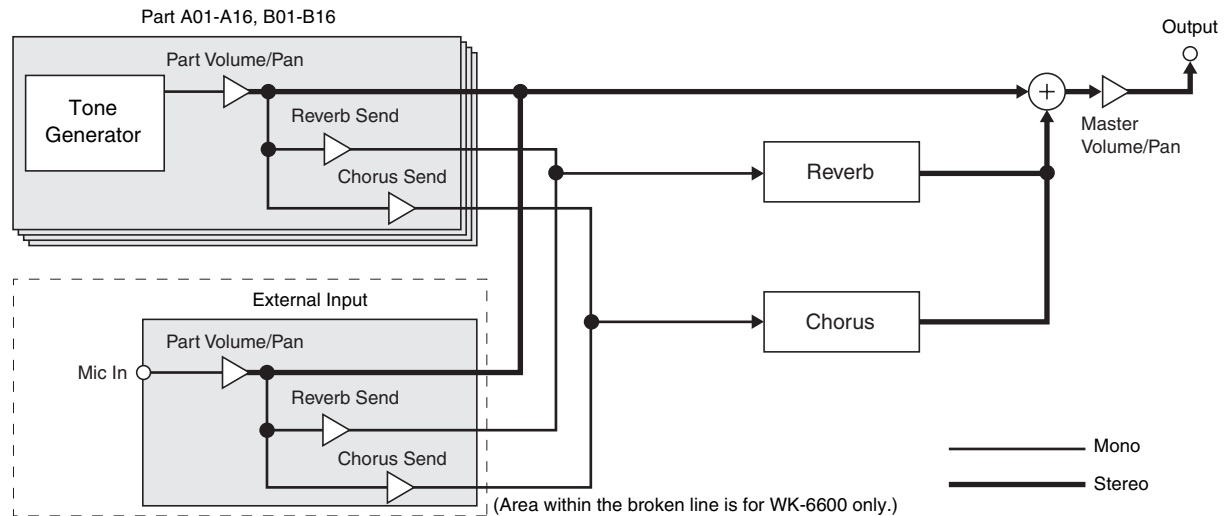 Part A01-A16, B01-B16
Output
Part Volume/Pan
Tone
Generator
Reverb Send
Chorus Send
+
Master
Volume/Pan
Reverb
External Input
Part Volume/Pan
Mic In
Reverb Send
Chorus Send
Chorus
Mono
Stereo
(Area within the broken line is for WK-6600 only.)